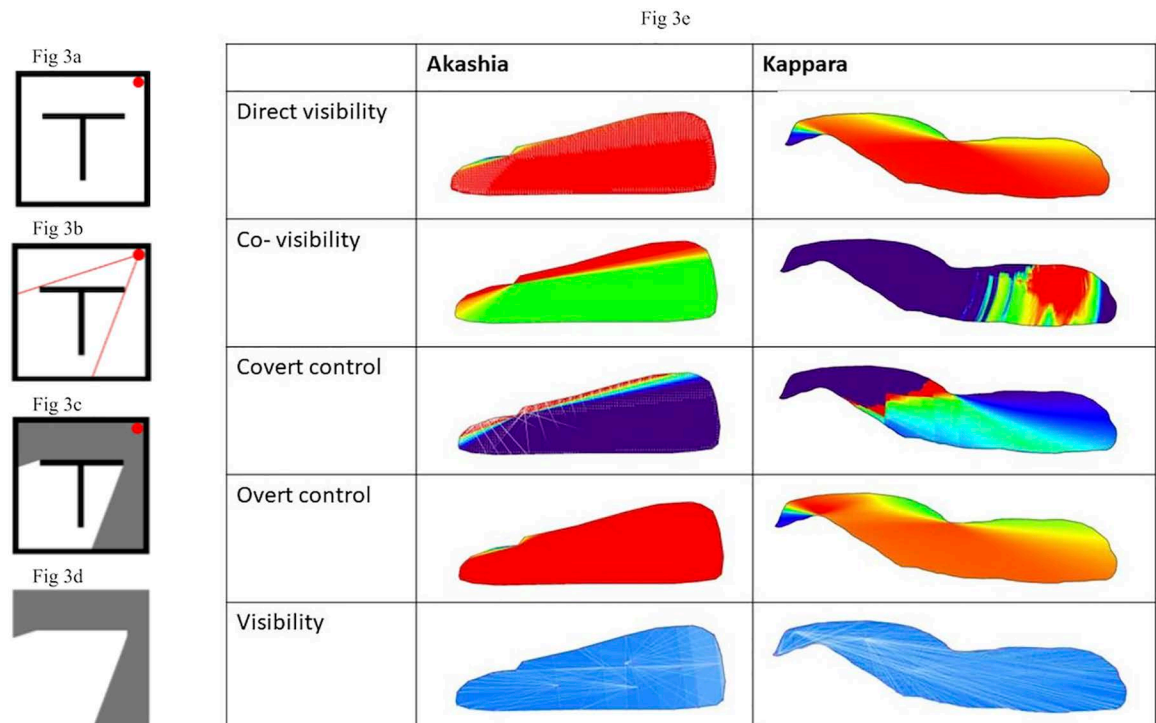 Fig 3e
Fig 3a
Fig 3b
Fig 3c
Fig 3d
Akashia Kappara
Direct visibility
Co- visibility
Covert control
Overt control
Visibility